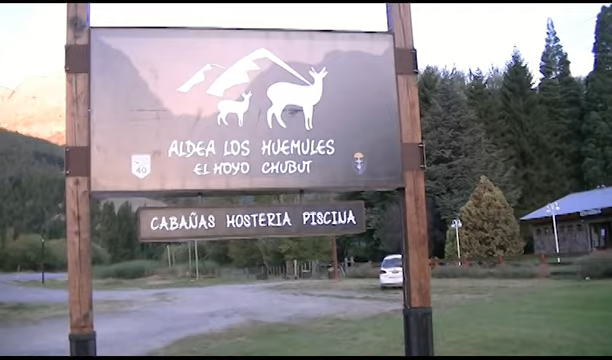 ALDEA LOS HUEMULES
EL HOYO CHUBUT
40
CABAÑAS HOSTERIA PISCINA